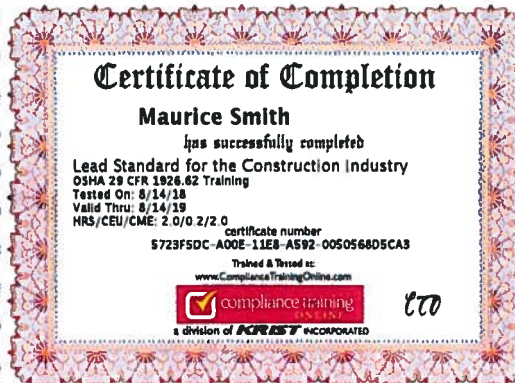 Certificate of Completion
Maurice Smith
has successfully completed
Lead Standard for the Construction Industry
OSHA 29 CFR 1926.62 Training
Tested On: 8/14/18
Valid Thru: 8/14/19
HRS/CEU/CME: 2.0/0.2/2.0
certificate number
5723F5DC-A00E-11E8-A592-0050568D5CA3
Trained & Tested at:
www.ComplianceTrainingOnline.com
compliance training
ONLINE
CTO
a division of KRIST INCORPORATED